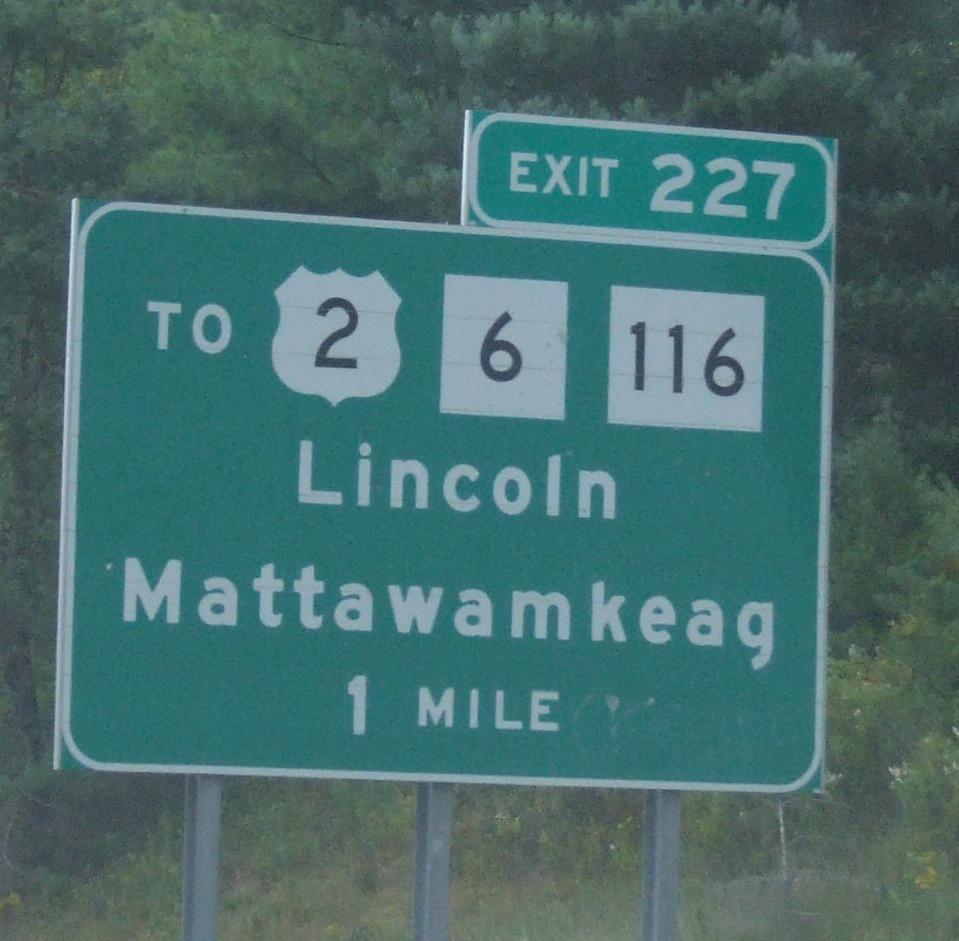 EXIT 227
TO 2 6 116
Lincoln
Mattawamkeag
1 MILE